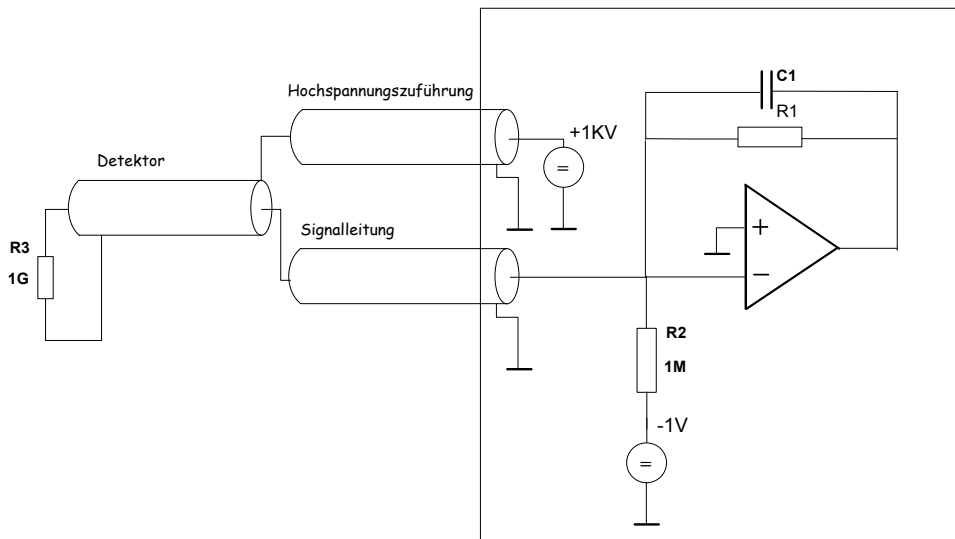 C1
R1
Hochspannungszuführung
+1KV
=
Detektor
Signalleitung
R3
1G
+
−
R2
1M
-1V
=